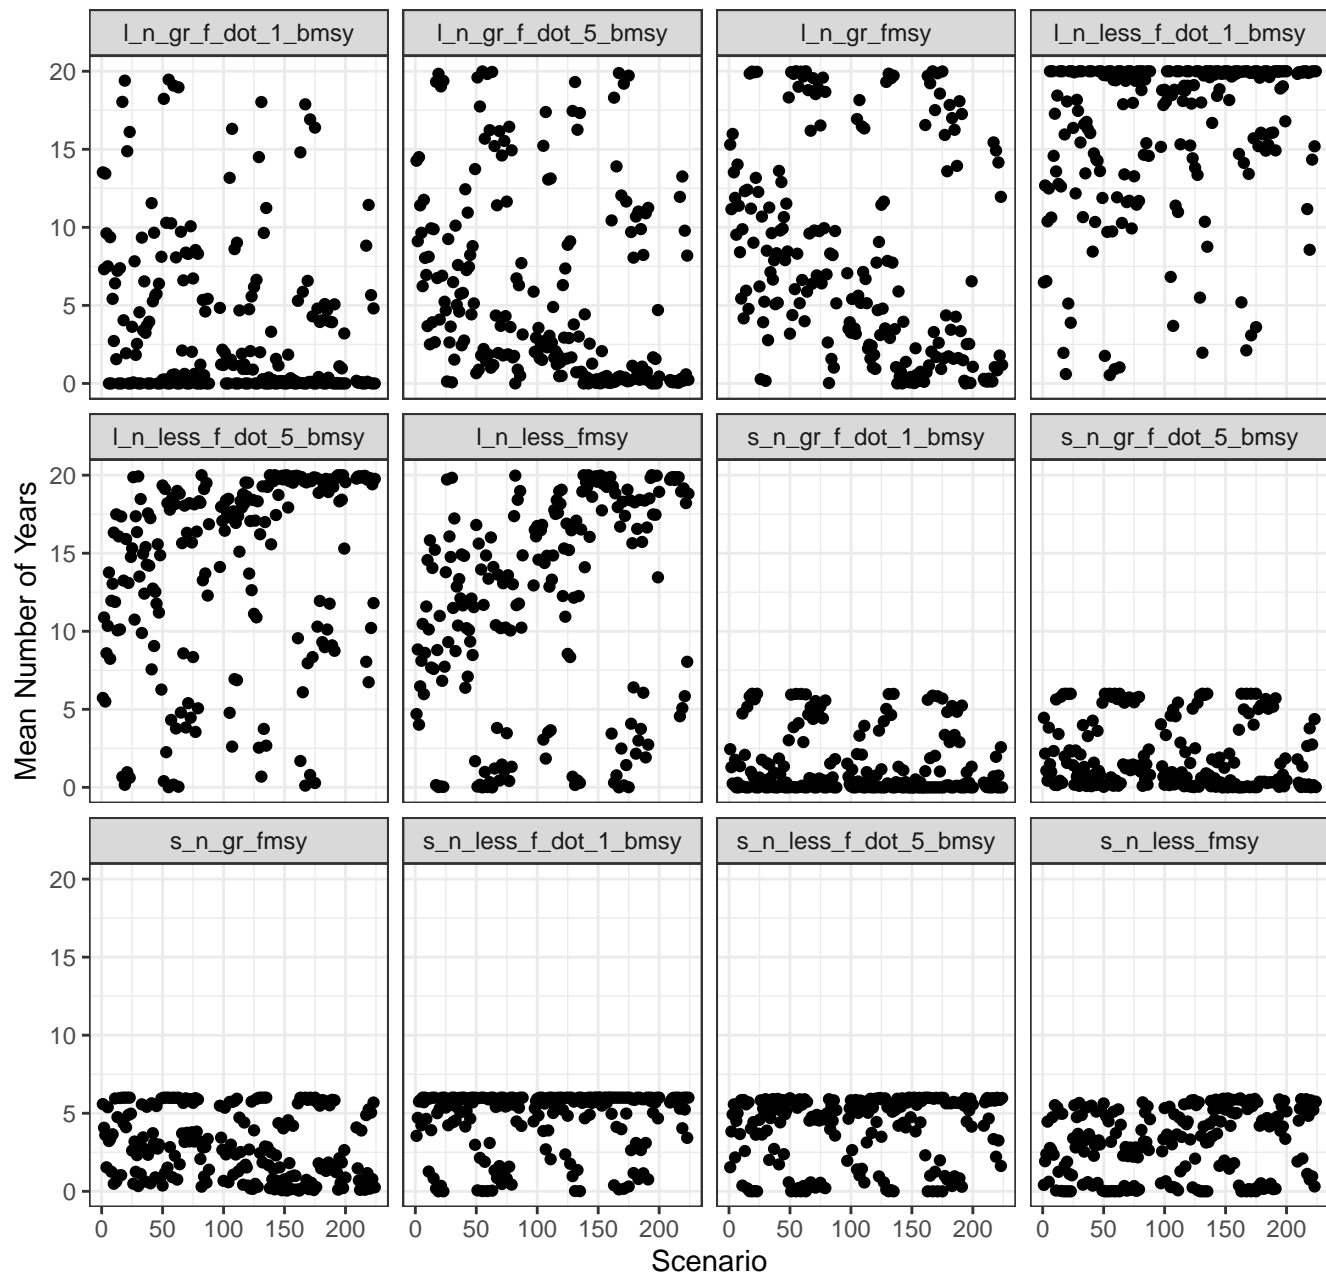 l_n_gr_f_dot_1_bmsy
l_n_gr_f_dot_5_bmsy
l_n_gr_fmsy
l_n_less_f_dot_1_bmsy
20
15
10
5
0
l_n_less_f_dot_5_bmsy
l_n_less_fmsy
s_n_gr_f_dot_1_bmsy
s_n_gr_f_dot_5_bmsy
20
15
10
5
0
Mean Number of Years
s_n_gr_fmsy
s_n_less_f_dot_1_bmsy
s_n_less_f_dot_5_bmsy
s_n_less_fmsy
20
15
10
5
0
0 50 100 150 200
0 50 100 150 200
0 50 100 150 200
0 50 100 150 200
Scenario